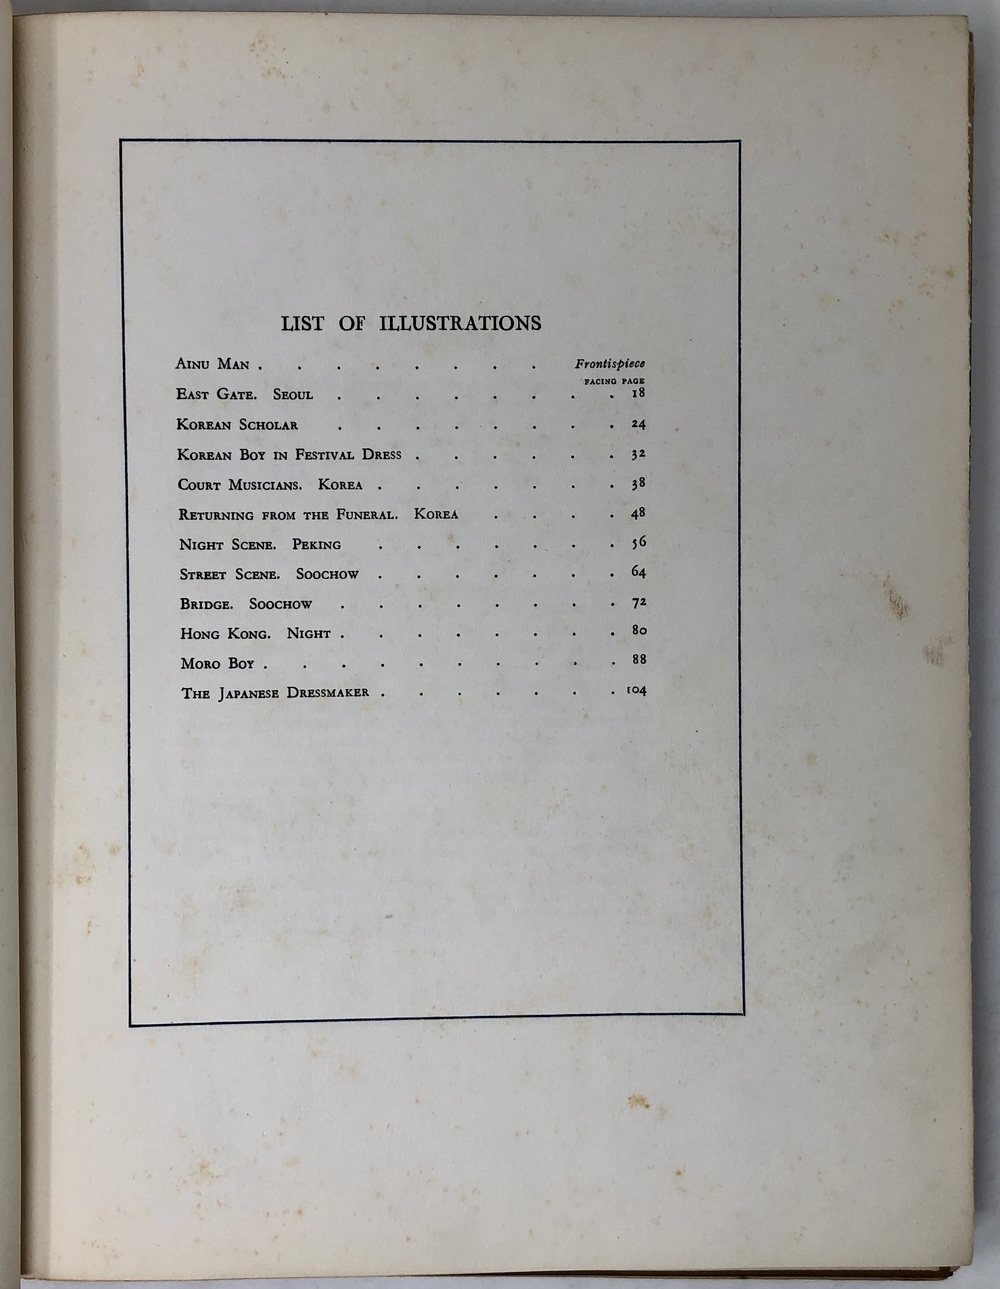 LIST OF ILLUSTRATIONS
AINU MAN . . . . . . . . Frontispiece
FACING PAGE
EAST GATE. SEOUL . . . . . . . . 18
KOREAN SCHOLAR . . . . . . . . 24
KOREAN BOY IN FESTIVAL DRESS . . . . . . 32
COURT MUSICIANS. KOREA . . . . . . . 38
RETURNING FROM THE FUNERAL. KOREA . . . . 48
NIGHT SCENE. PEKING . . . . . . . 56
STREET SCENE. SOOCHOW . . . . . . . 64
BRIDGE. SOOCHOW . . . . . . . . 72
HONG KONG. NIGHT . . . . . . . . 80
MORO BOY . . . . . . . . . . 88
THE JAPANESE DRESSMAKER . . . . . . . 104